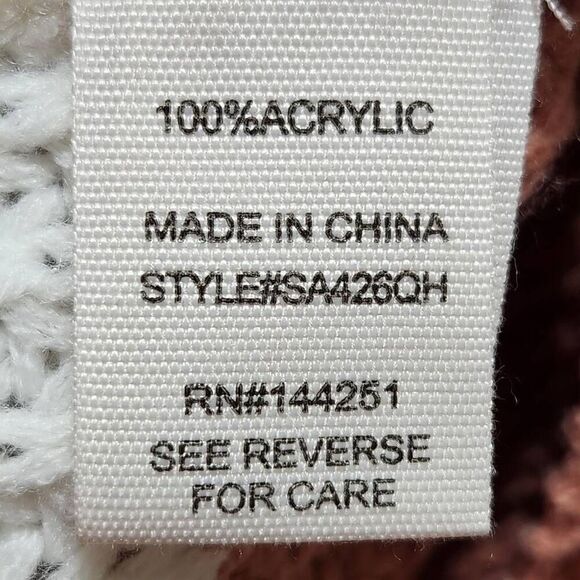 100%ACRYLIC
MADE IN CHINA
STYLE#SA426QH
RN#144251
SEE REVERSE
FOR CARE